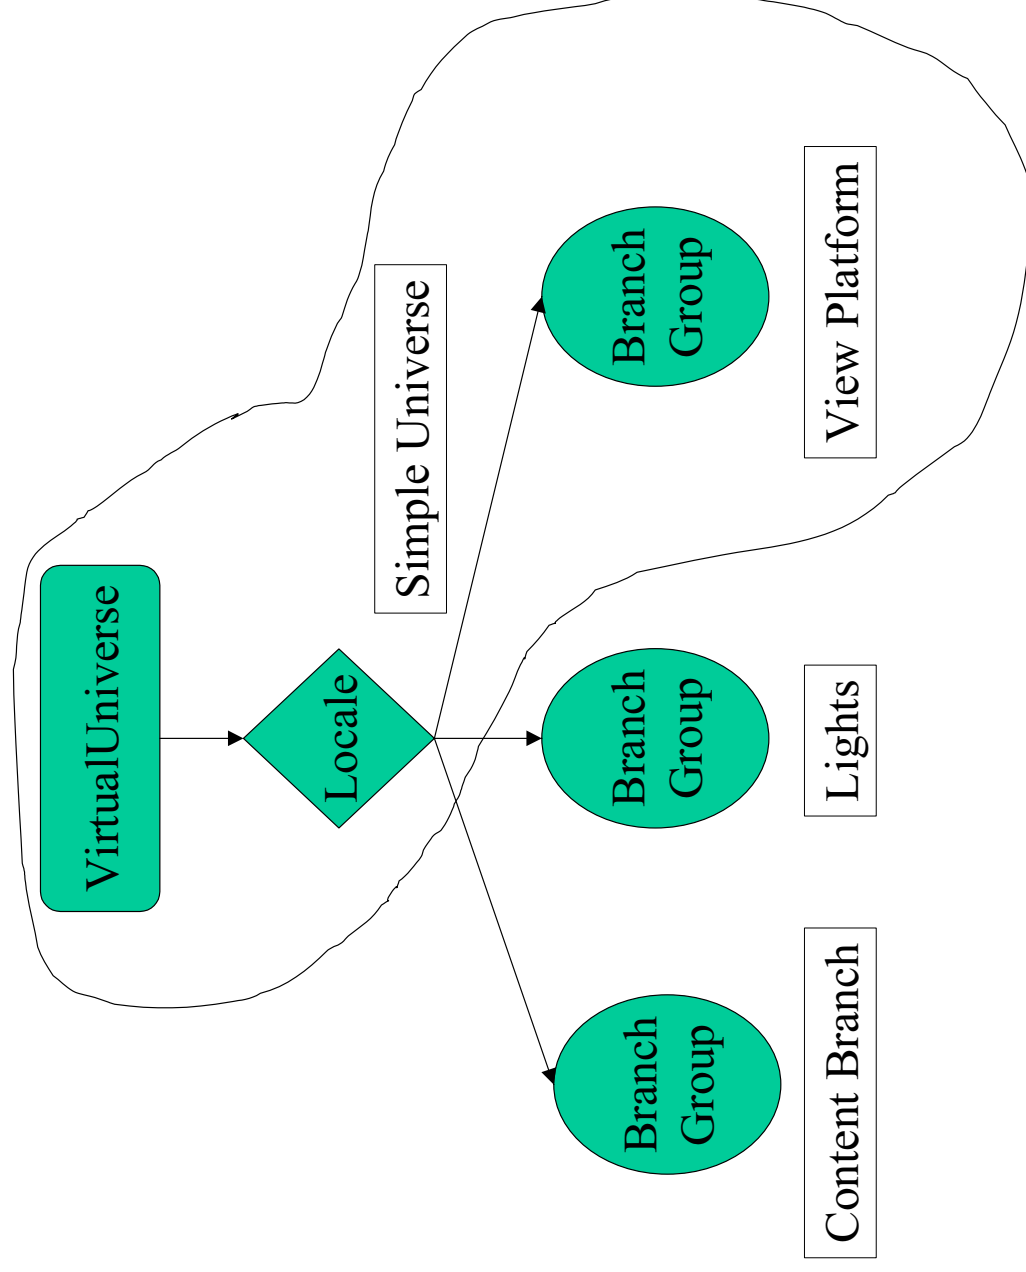 VirtualUniverse
Locale
Simple Universe
Branch
Group
Branch
Group
Branch
Group
Content Branch
Lights
View Platform